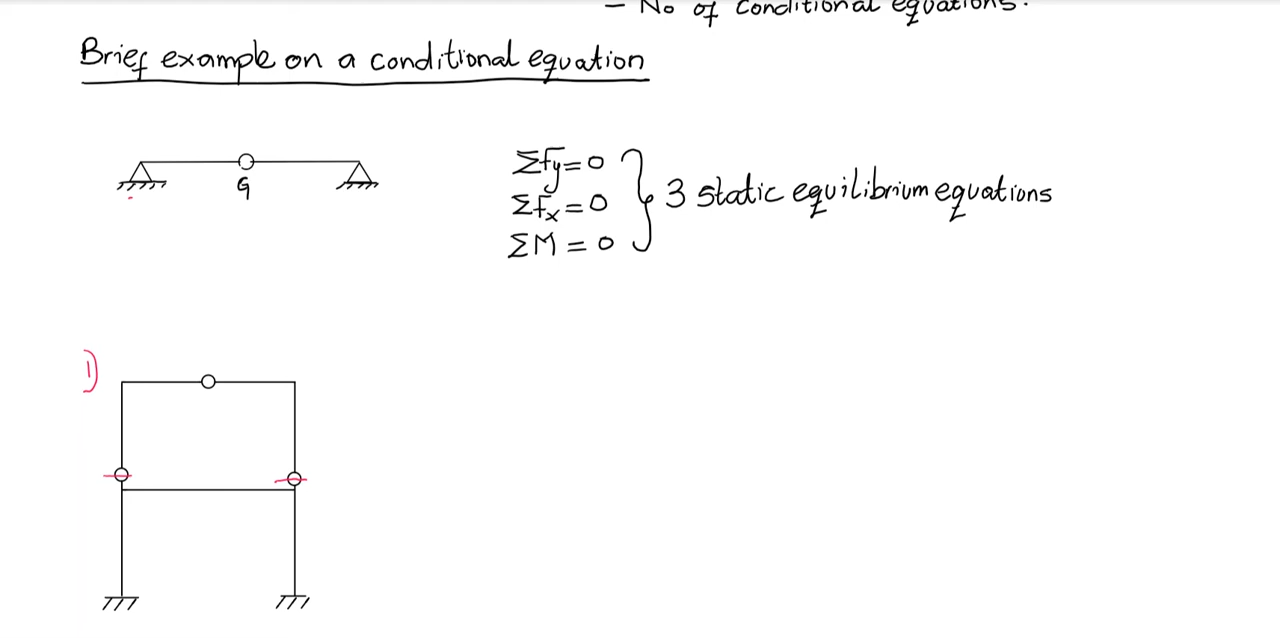 - No of conditional equations.
Brief example on a conditional equation
Σfy=0
Σfx=0 } 3 static equilibrium equations
ΣM=0
G
1)